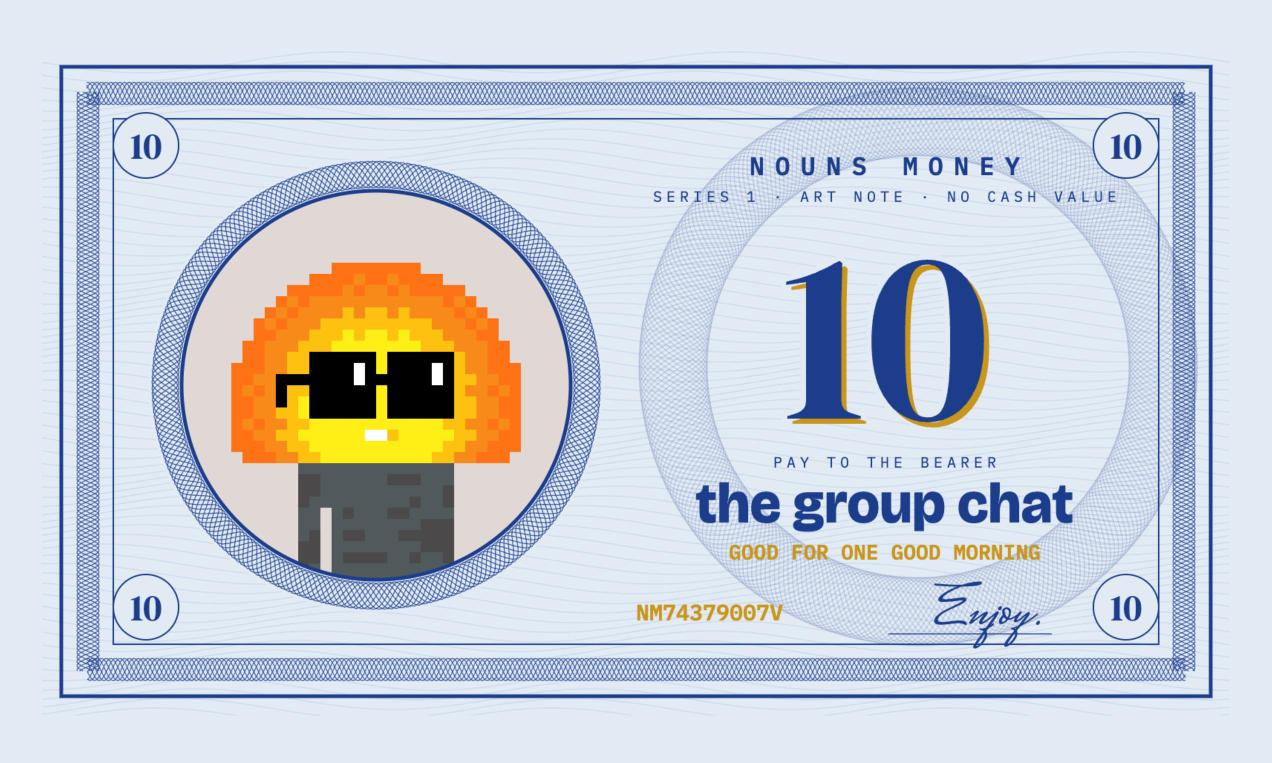 10
10
NOUNS MONEY
SERIES 1 · ART NOTE · NO CASH VALUE
10
PAY TO THE BEARER
the group chat
GOOD FOR ONE GOOD MORNING
NM74379007V
Enjoy.
10
10